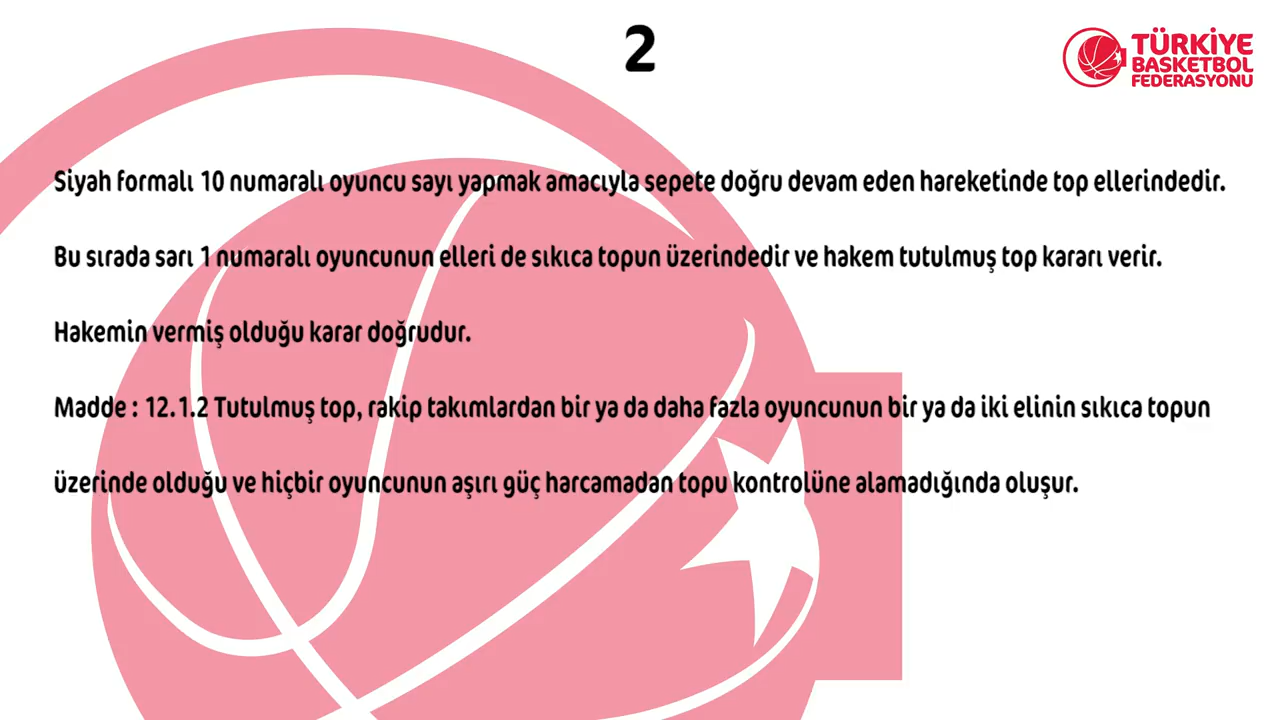 2
TÜRKİYE
BASKETBOL
FEDERASYONU
Siyah formalı 10 numaralı oyuncu sayı yapmak amacıyla sepete doğru devam eden hareketinde top ellerindedir.
Bu sırada sarı 1 numaralı oyuncunun elleri de sıkıca topun üzerindedir ve hakem tutulmuş top kararı verir.
Hakemin vermiş olduğu karar doğrudur.
Madde : 12.1.2 Tutulmuş top, rakip takımlardan bir ya da daha fazla oyuncunun bir ya da iki elinin sıkıca topun
üzerinde olduğu ve hiçbir oyuncunun aşırı güç harcamadan topu kontrolüne alamadığında oluşur.